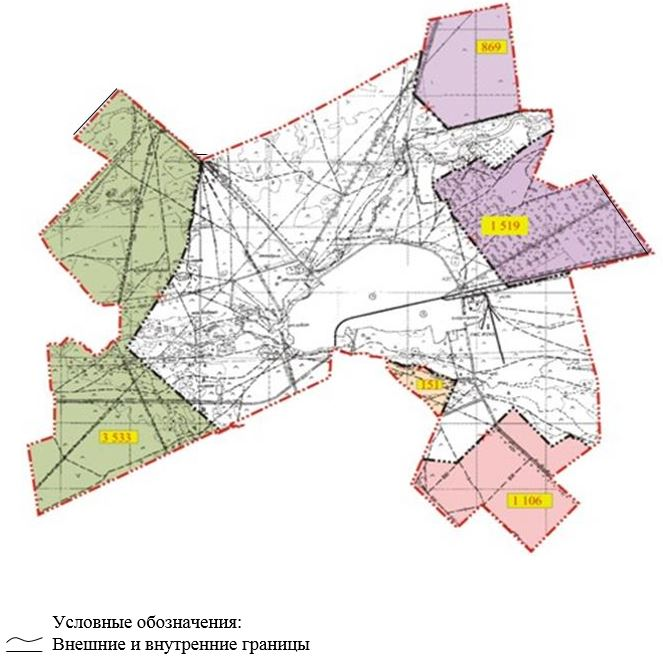 869
1 519
151
3 533
1 106
Условные обозначения:
Внешние и внутренние границы